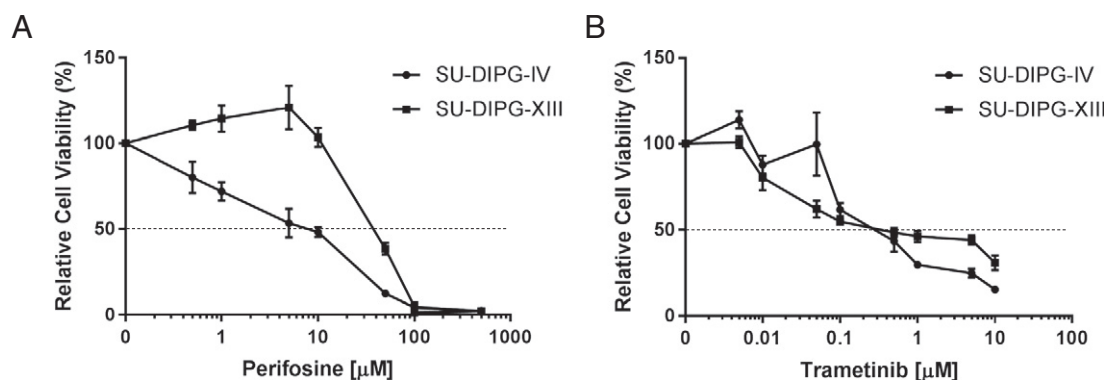 A
Relative Cell Viability (%)
150
100
50
0
SU-DIPG-IV
SU-DIPG-XIII
0 1 10 100 1000
Perifosine [µM]
B
Relative Cell Viability (%)
150
100
50
0
SU-DIPG-IV
SU-DIPG-XIII
0 0.01 0.1 1 10 100
Trametinib [µM]